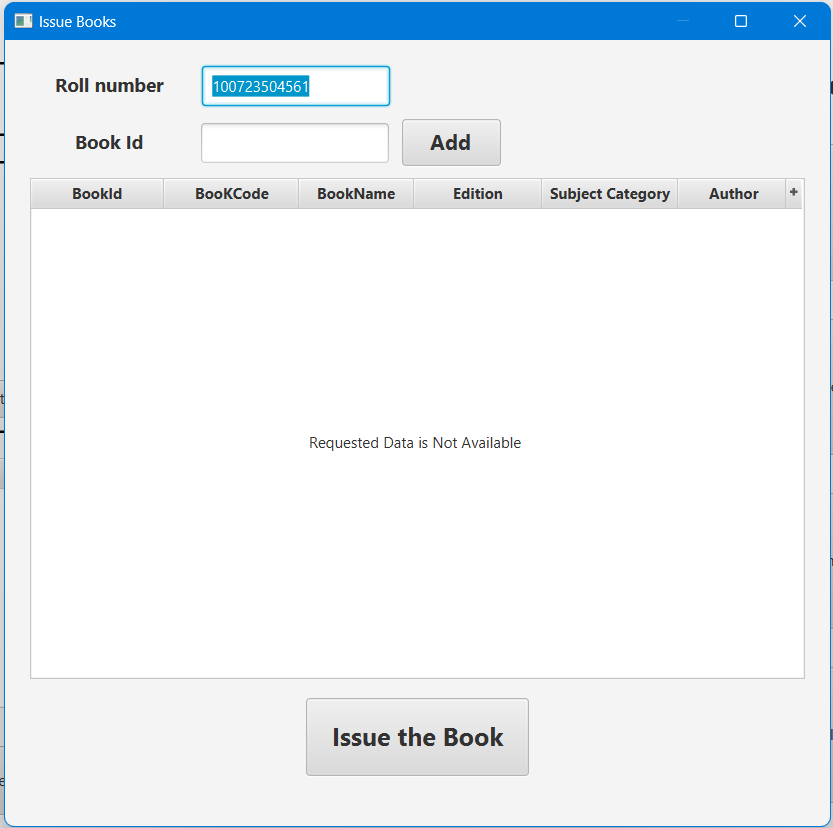 Issue Books
Roll number 100723504561
Book Id Add
BookId BooKCode BookName Edition Subject Category Author +
Requested Data is Not Available
Issue the Book